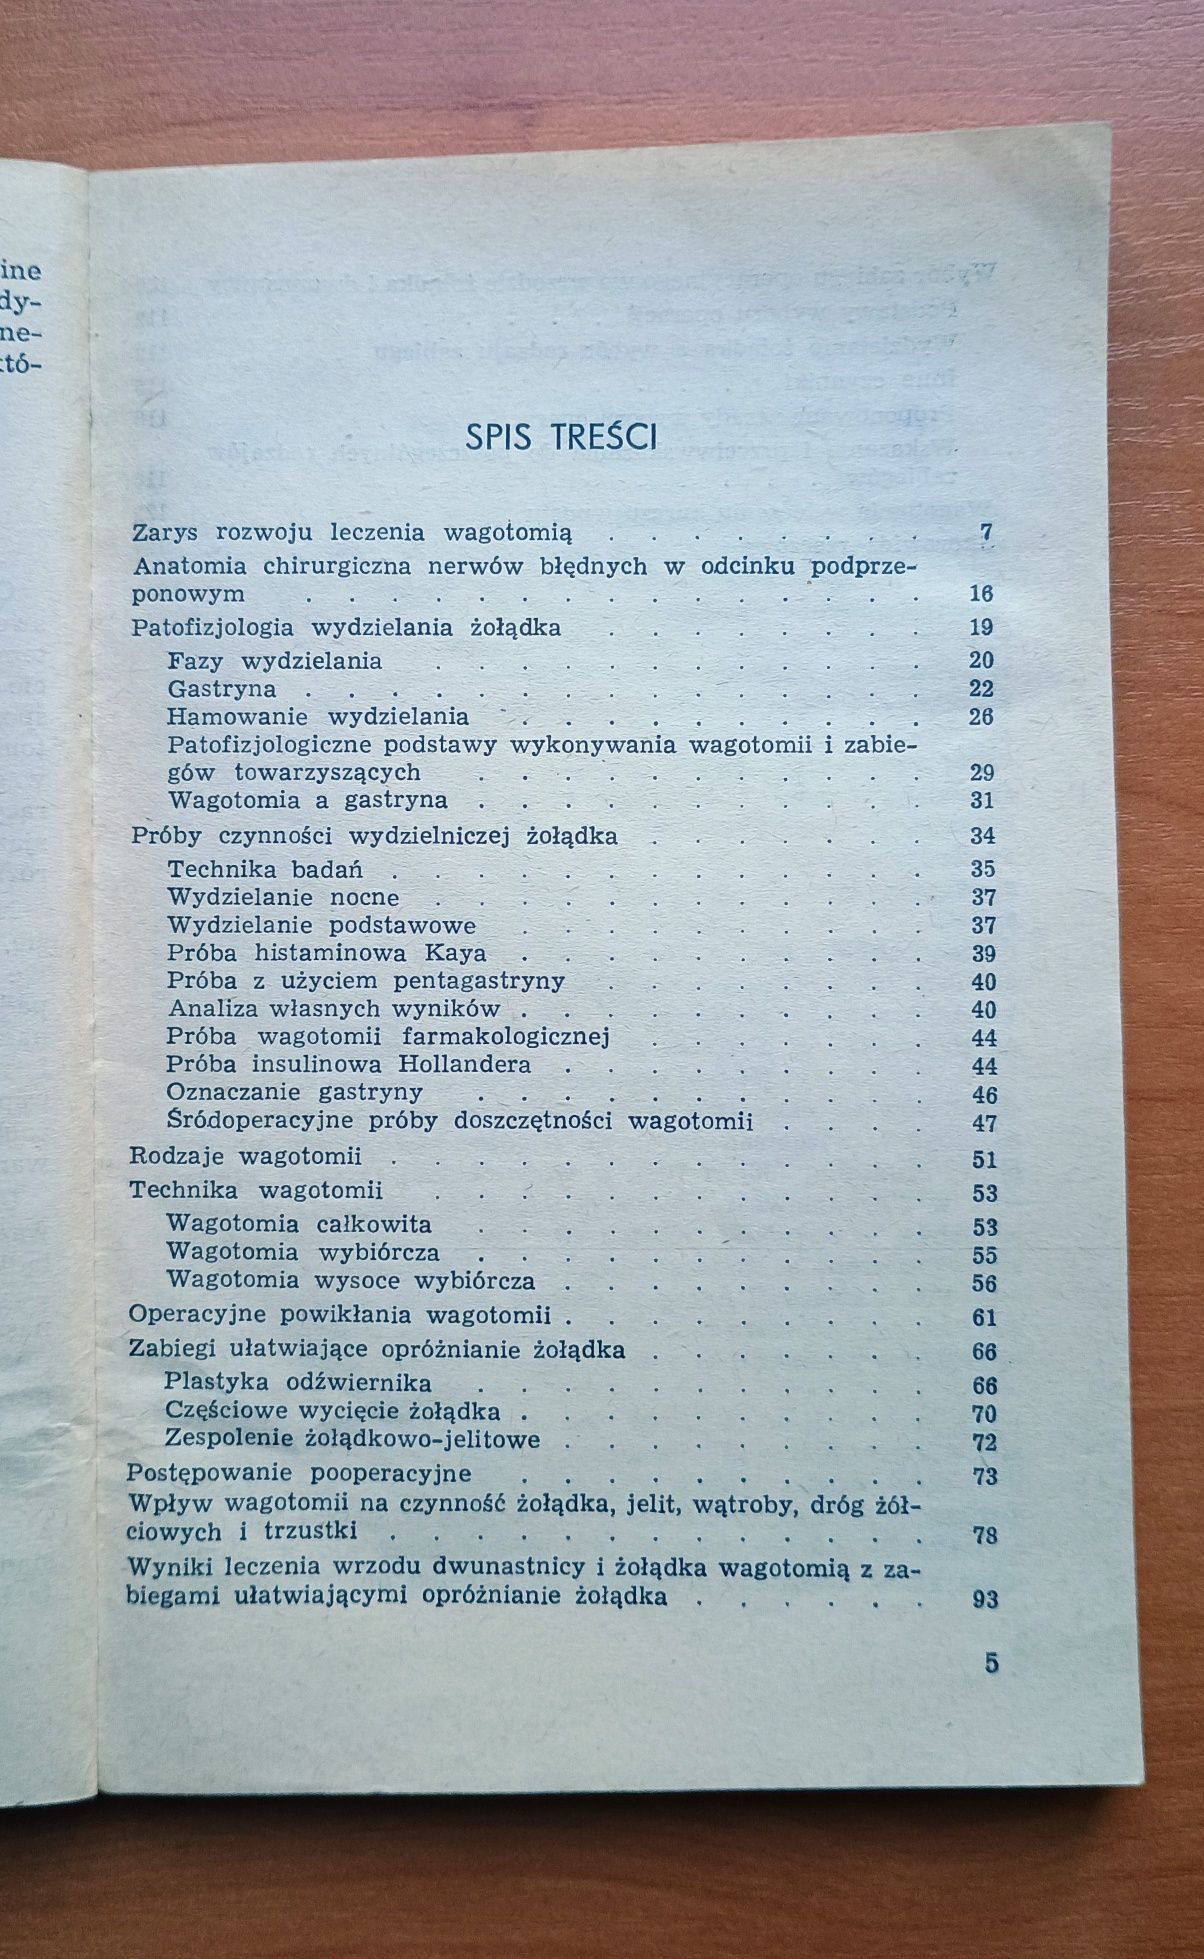 ine
dy-
ne-
tó-
SPIS TREŚCI
Zarys rozwoju leczenia wagotomią . . . . . . . . 7
Anatomia chirurgiczna nerwów błędnych w odcinku podprze-
ponowym . . . . . . . . . . . . . . . 16
Patofizjologia wydzielania żołądka . . . . . . . . 19
Fazy wydzielania . . . . . . . . . . . . 20
Gastryna . . . . . . . . . . . . . . . 22
Hamowanie wydzielania . . . . . . . . . . 26
Patofizjologiczne podstawy wykonywania wagotomii i zabie-
gów towarzyszących . . . . . . . . . . . 29
Wagotomia a gastryna . . . . . . . . . . . 31
Próby czynności wydzielniczej żołądka . . . . . . . 34
Technika badań . . . . . . . . . . . . . 35
Wydzielanie nocne . . . . . . . . . . . . 37
Wydzielanie podstawowe . . . . . . . . . . 37
Próba histaminowa Kaya . . . . . . . . . . 39
Próba z użyciem pentagastryny . . . . . . . . 40
Analiza własnych wyników . . . . . . . . . . 40
Próba wagotomii farmakologicznej . . . . . . . 44
Próba insulinowa Hollandera . . . . . . . . . 44
Oznaczanie gastryny . . . . . . . . . . . 46
Śródoperacyjne próby doszczętności wagotomii . . . . 47
Rodzaje wagotomii . . . . . . . . . . . . . 51
Technika wagotomii . . . . . . . . . . . . 53
Wagotomia całkowita . . . . . . . . . . . 53
Wagotomia wybiórcza . . . . . . . . . . . 55
Wagotomia wysoce wybiórcza . . . . . . . . . 56
Operacyjne powikłania wagotomii . . . . . . . . . 61
Zabiegi ułatwiające opróżnianie żołądka . . . . . . . 66
Plastyka odźwiernika . . . . . . . . . . . 66
Częściowe wycięcie żołądka . . . . . . . . . . 70
Zespolenie żołądkowo-jelitowe . . . . . . . . . 72
Postępowanie pooperacyjne . . . . . . . . . . 73
Wpływ wagotomii na czynność żołądka, jelit, wątroby, dróg żół-
ciowych i trzustki . . . . . . . . . . . . . 78
Wyniki leczenia wrzodu dwunastnicy i żołądka wagotomią z za-
biegami ułatwiającymi opróżnianie żołądka . . . . . . 93
5